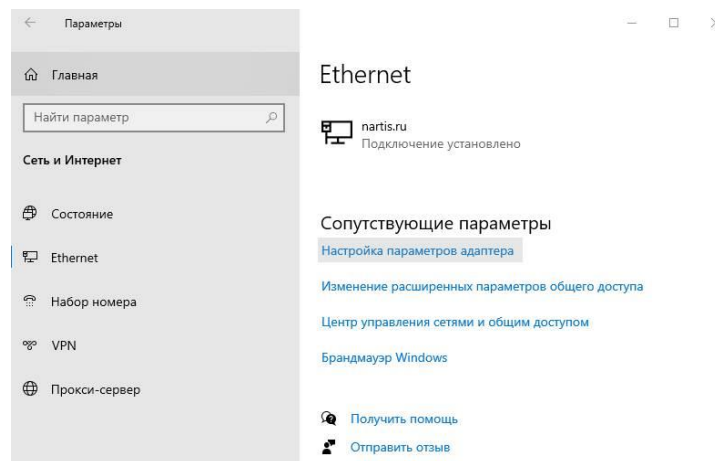 Параметры
Главная
Найти параметр
Сеть и Интернет
Состояние
Ethernet
Набор номера
VPN
Прокси-сервер
Ethernet
nartis.ru
Подключение установлено
Сопутствующие параметры
Настройка параметров адаптера
Изменение расширенных параметров общего доступа
Центр управления сетями и общим доступом
Брандмауэр Windows
Получить помощь
Отправить отзыв